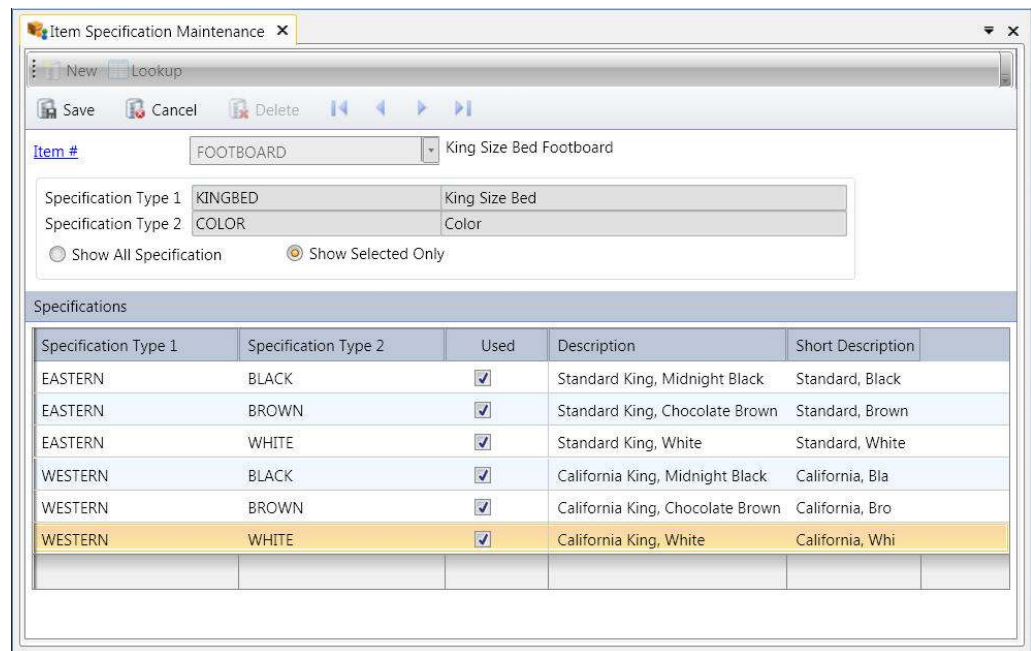 Item Specification Maintenance
New Lookup
Save Cancel Delete
Item # FOOTBOARD King Size Bed Footboard
Specification Type 1 KINGBED King Size Bed
Specification Type 2 COLOR Color
Show All Specification Show Selected Only
Specifications
Specification Type 1 Specification Type 2 Used Description Short Description
EASTERN BLACK Standard King, Midnight Black Standard, Black
EASTERN BROWN Standard King, Chocolate Brown Standard, Brown
EASTERN WHITE Standard King, White Standard, White
WESTERN BLACK California King, Midnight Black California, Bla
WESTERN BROWN California King, Chocolate Brown California, Bro
WESTERN WHITE California King, White California, Whi